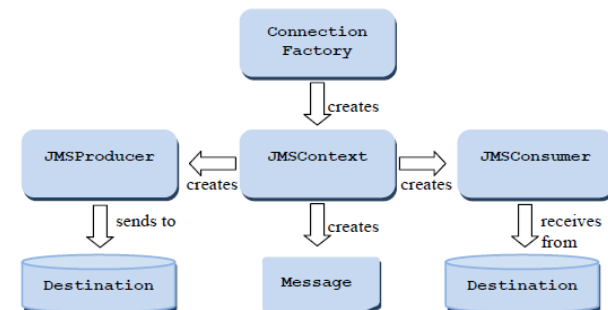 Connection
Factory
creates
JMSProducer
JMSContext
JMSConsumer
creates
creates
sends to
creates
receives
from
Destination
Message
Destination